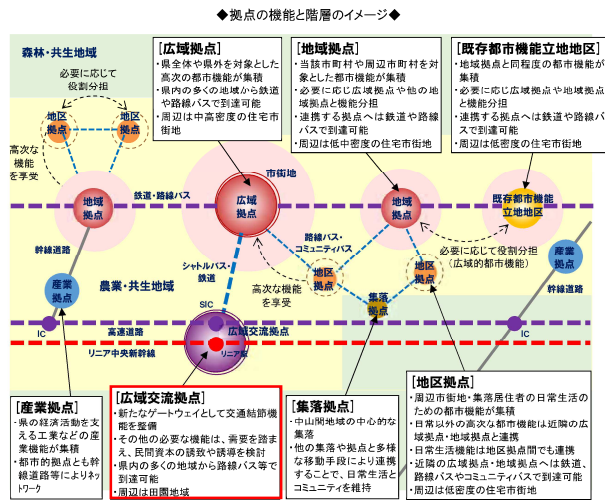 ◆拠点の機能と階層のイメージ◆
森林・共生地域
[広域拠点]
・県全体や県外を対象とした
高次の都市機能が集積
・県内の多くの地域から鉄道
や路線バスで到達可能
・周辺は中高密度の住宅市
街地
[地域拠点]
・当該市町村や周辺市町村を
対象とした都市機能が集積
・必要に応じ広域拠点や他の地
域拠点と機能分担
・連携する拠点へは鉄道や路線
バスで到達可能
・周辺は低中密度の住宅市街地
[既存都市機能立地地区]
・地域拠点と同程度の都市機能が
集積
・必要に応じ広域拠点や地域拠点
と機能分担
・連携する拠点へは鉄道や路線バ
スで到達可能
・周辺は低密度の住宅市街地
必要に応じて
役割分担
地区
拠点
地区
拠点
高次な
機能
を享受
市街地
地域
拠点
鉄道・路線バス
広域
拠点
地域
拠点
既存都市機能
立地地区
幹線道路
路線バス・
コミュニティバス
必要に応じて役割分担
(広域的都市機能)
産業
拠点
農業・共生地域
シャトルバス・
鉄道
高次な機能
を享受
地区
拠点
地区
拠点
産業
拠点
幹線道路
集落
拠点
SIC
IC
高速道路
広域交流拠点
IC
リニア中央新幹線
リニア駅
[産業拠点]
・県の経済活動を支
える工業などの産
業機能が集積
・都市的拠点とも幹
線道路等によりネッ
トワーク
[広域交流拠点]
・新たなゲートウェイとして交通結節機
能を整備
・その他の必要な機能は、需要を踏ま
え、民間資本の誘致や誘導を検討
・県内の多くの地域から路線バス等で
到達可能
・周辺は田園地域
[集落拠点]
・中山間地域の中心的な
集落
・他の集落や拠点と多様
な移動手段により連携
することで、日常生活と
コミュニティを維持
[地区拠点]
・周辺市街地・集落居住者の日常生活の
ための都市機能が集積
・日常以外の高次な都市機能は近隣の広
域拠点・地域拠点と連携
・日常生活機能は地区拠点間でも連携
・近隣の広域拠点・地域拠点へは鉄道、
路線バスやコミュニティバスで到達可能
・周辺は低密度の住宅市街地